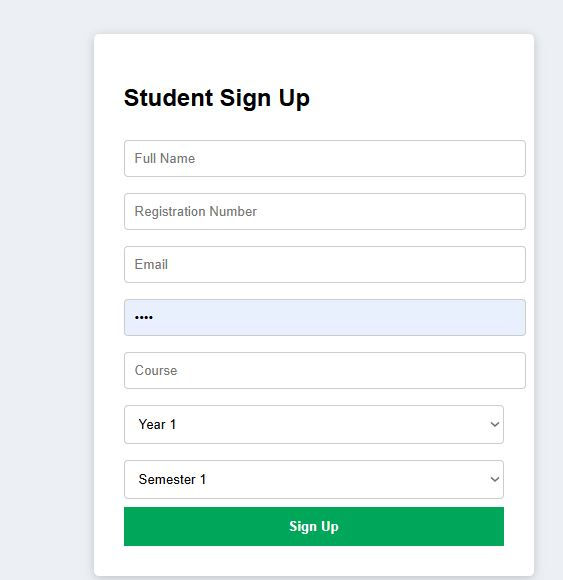 Student Sign Up
Full Name
Registration Number
Email
••••
Course
Year 1
Semester 1
Sign Up